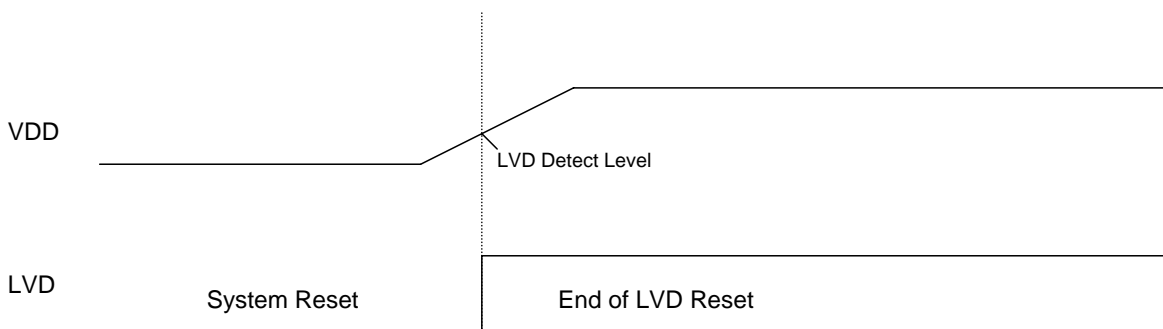 VDD
LVD Detect Level
LVD
System Reset
End of LVD Reset